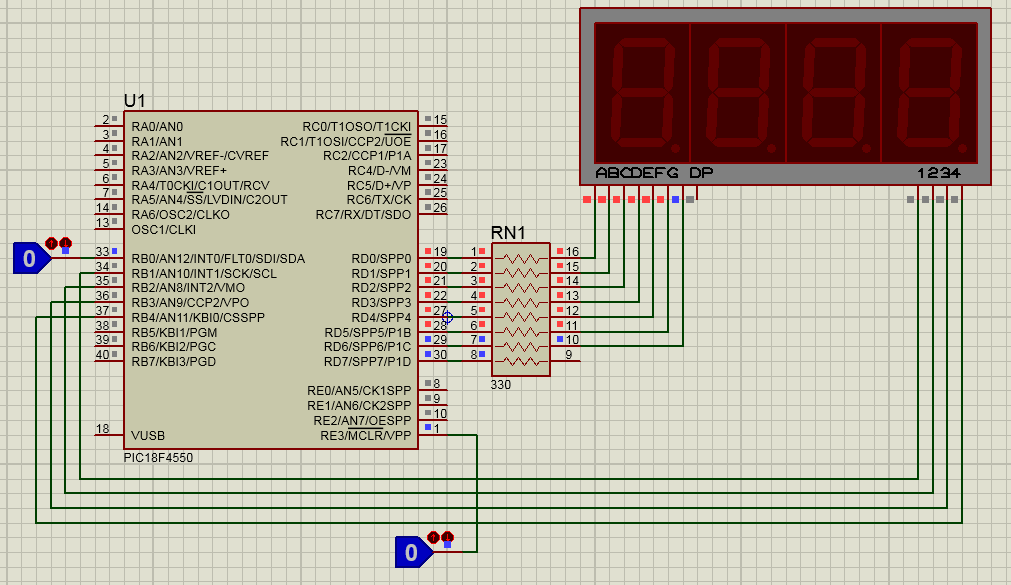 U1
2 RA0/AN0
3 RA1/AN1
4 RA2/AN2/VREF-/CVREF
5 RA3/AN3/VREF+
6 RA4/T0CKI/C1OUT/RCV
7 RA5/AN4/SS/LVDIN/C2OUT
14 RA6/OSC2/CLKO
13 OSC1/CLKI
33 RB0/AN12/INT0/FLT0/SDI/SDA
34 RB1/AN10/INT1/SCK/SCL
35 RB2/AN8/INT2/VMO
36 RB3/AN9/CCP2/VPO
37 RB4/AN11/KBI0/CSSPP
38 RB5/KBI1/PGM
39 RB6/KBI2/PGC
40 RB7/KBI3/PGD
18 VUSB
RC0/T1OSO/T1CKI 15
RC1/T1OSI/CCP2/UOE 16
RC2/CCP1/P1A 17
RC4/D-/VM 23
RC5/D+/VP 24
RC6/TX/CK 25
RC7/RX/DT/SDO 26
RD0/SPP0 19
RD1/SPP1 20
RD2/SPP2 21
RD3/SPP3 22
RD4/SPP4 27
RD5/SPP5/P1B 28
RD6/SPP6/P1C 29
RD7/SPP7/P1D 30
RE0/AN5/CK1SPP 8
RE1/AN6/CK2SPP 9
RE2/AN7/OESPP 10
RE3/MCLR/VPP 1
PIC18F4550
0
RN1
1 16
2 15
3 14
4 13
5 12
6 11
7 10
8 9
330
ABCDEFG DP 1234
0